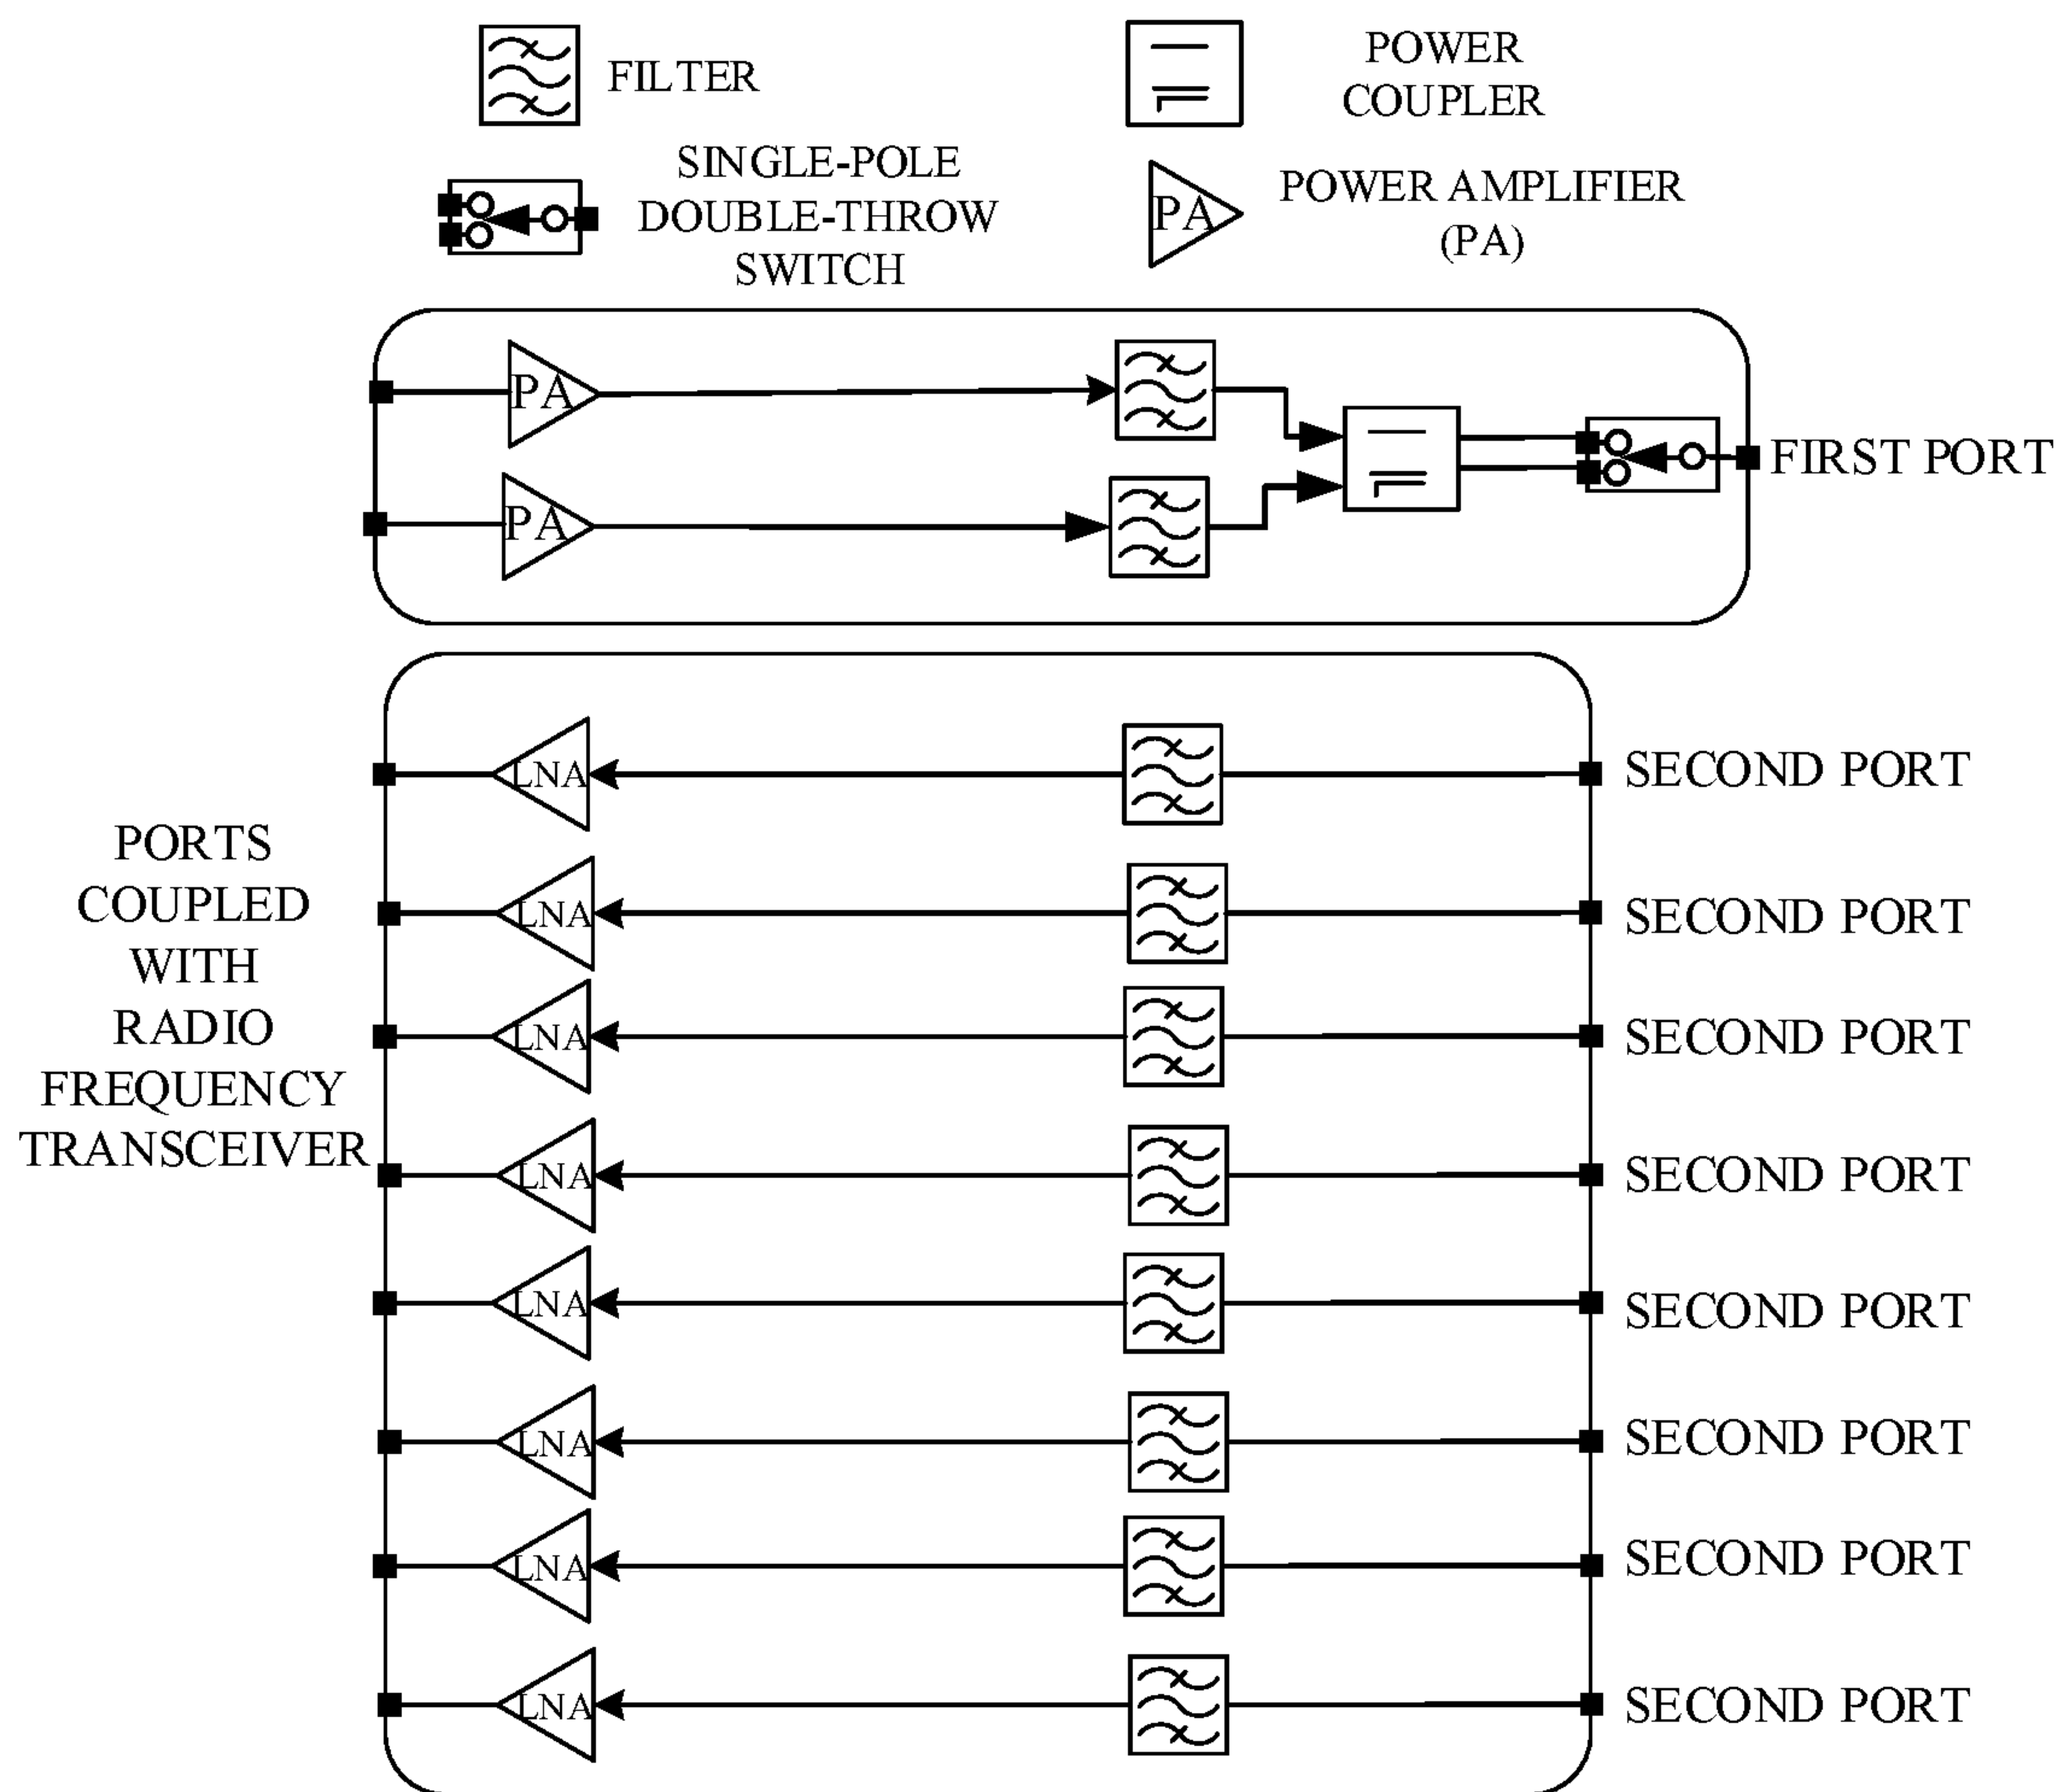 FILTER
POWER
COUPLER
SINGLE-POLE
DOUBLE-THROW
SWITCH
PA
POWER AMPLIFIER
(PA)
PA
PA
FIRST PORT
PORTS
COUPLED
WITH
RADIO
FREQUENCY
TRANSCEIVER
LNA
SECOND PORT
LNA
SECOND PORT
LNA
SECOND PORT
LNA
SECOND PORT
LNA
SECOND PORT
LNA
SECOND PORT
LNA
SECOND PORT
LNA
SECOND PORT